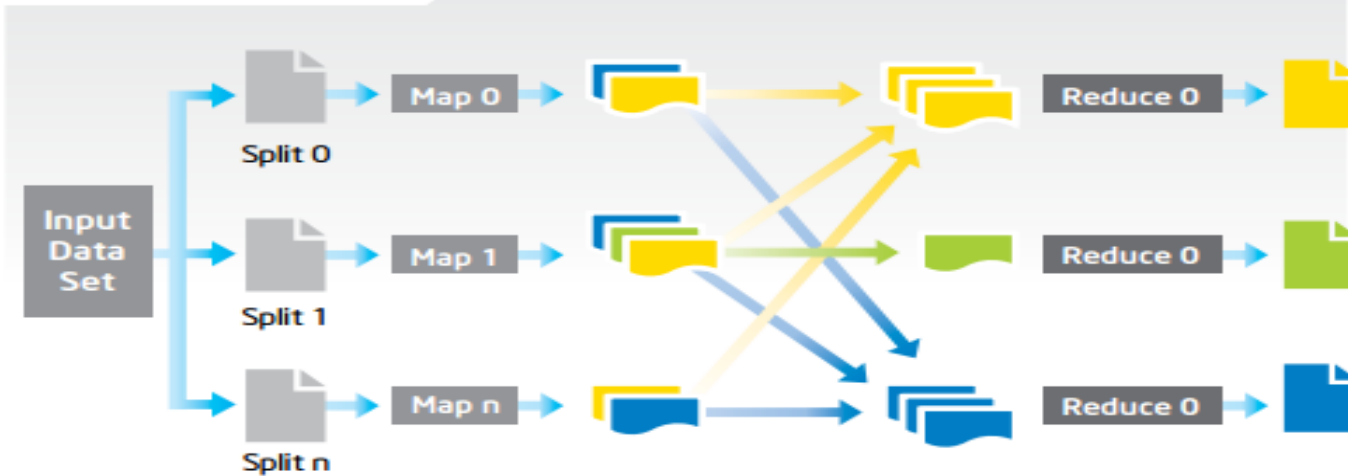 Map 0
Reduce 0
Split 0
Input
Data
Set
Map 1
Reduce 0
Split 1
Map n
Reduce 0
Split n